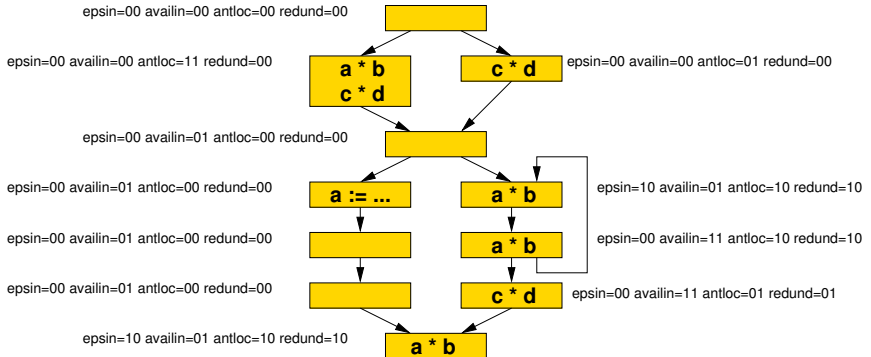 epsin=00 availin=00 antloc=00 redund=00
epsin=00 availin=00 antloc=11 redund=00
a * b
c * d
c * d
epsin=00 availin=00 antloc=01 redund=00
epsin=00 availin=01 antloc=00 redund=00
epsin=00 availin=01 antloc=00 redund=00
a := ...
a * b
epsin=10 availin=01 antloc=10 redund=10
epsin=00 availin=01 antloc=00 redund=00
a * b
epsin=00 availin=11 antloc=10 redund=10
epsin=00 availin=01 antloc=00 redund=00
c * d
epsin=00 availin=11 antloc=01 redund=01
epsin=10 availin=01 antloc=10 redund=10
a * b